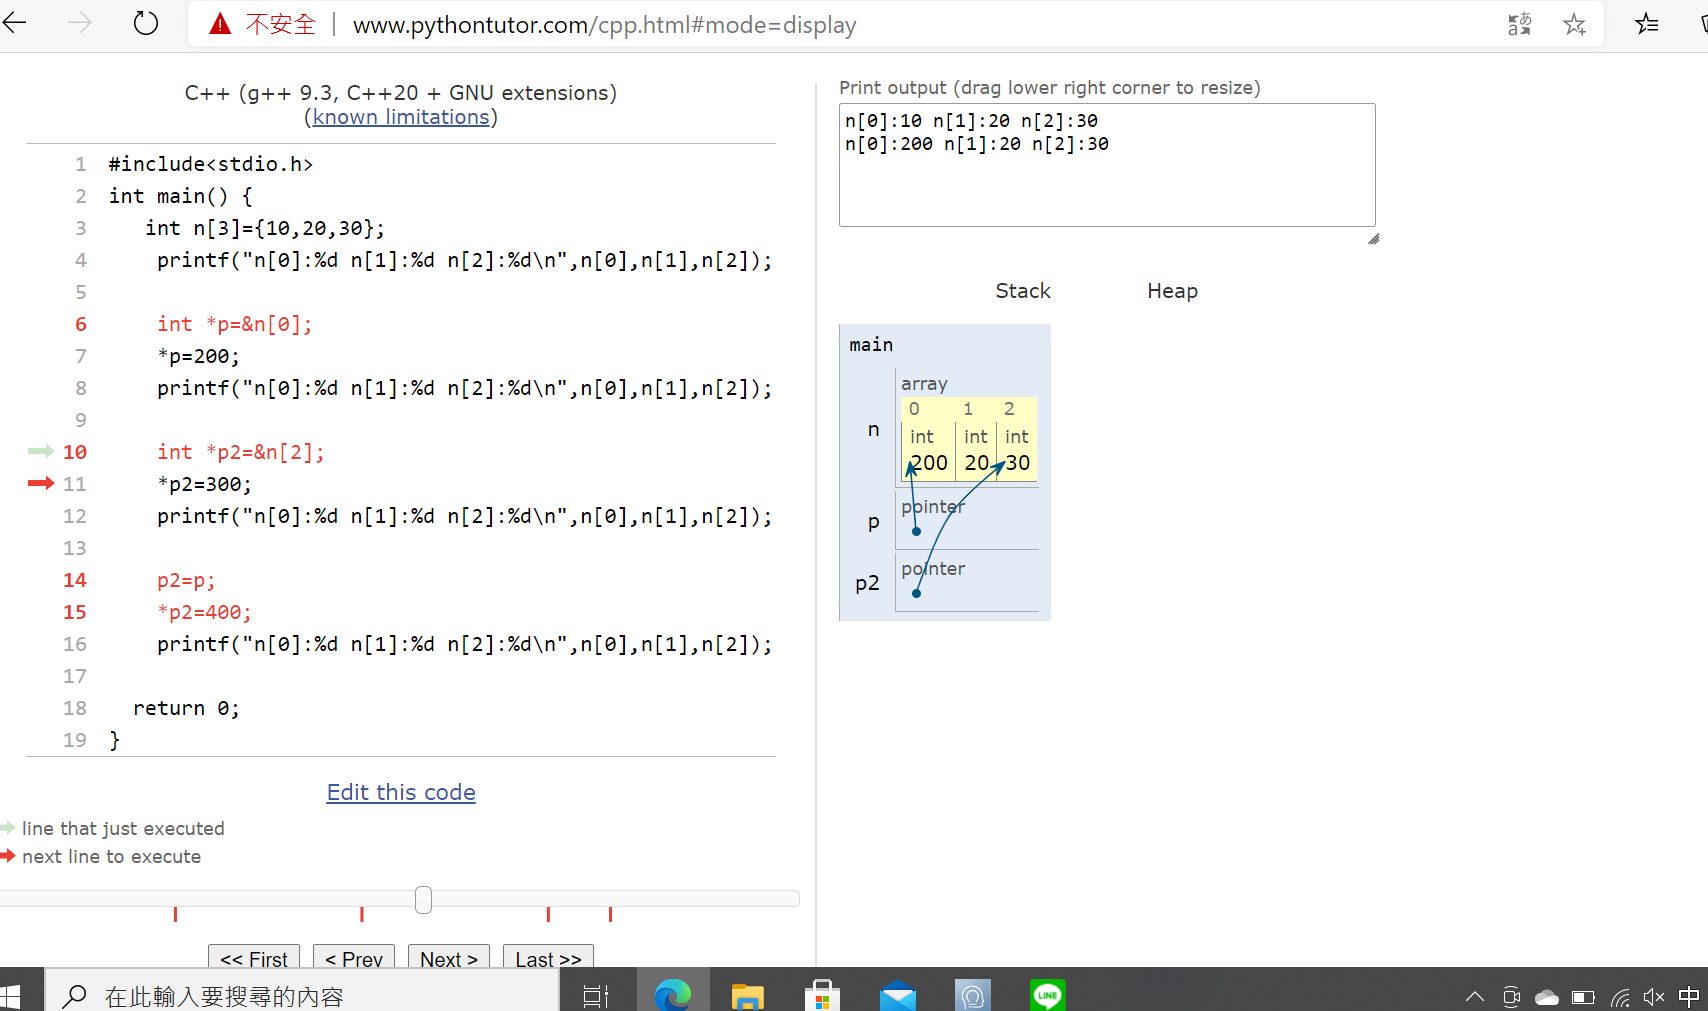 不安全 www.pythontutor.com/cpp.html#mode=display
C++ (g++ 9.3, C++20 + GNU extensions)
(known limitations)
1 #include<stdio.h>
2 int main() {
3 int n[3]={10,20,30};
4 printf("n[0]:%d n[1]:%d n[2]:%d\n",n[0],n[1],n[2]);
5
6 int *p=&n[0];
7 *p=200;
8 printf("n[0]:%d n[1]:%d n[2]:%d\n",n[0],n[1],n[2]);
9
10 int *p2=&n[2];
11 *p2=300;
12 printf("n[0]:%d n[1]:%d n[2]:%d\n",n[0],n[1],n[2]);
13
14 p2=p;
15 *p2=400;
16 printf("n[0]:%d n[1]:%d n[2]:%d\n",n[0],n[1],n[2]);
17
18 return 0;
19 }
Edit this code
line that just executed
next line to execute
<< First < Prev Next > Last >>
Print output (drag lower right corner to resize)
n[0]:10 n[1]:20 n[2]:30
n[0]:200 n[1]:20 n[2]:30
Stack Heap
main
array
0 1 2
n
int int int
200 20 30
pointer
p
pointer
p2
在此輸入要搜尋的內容
LINE
中